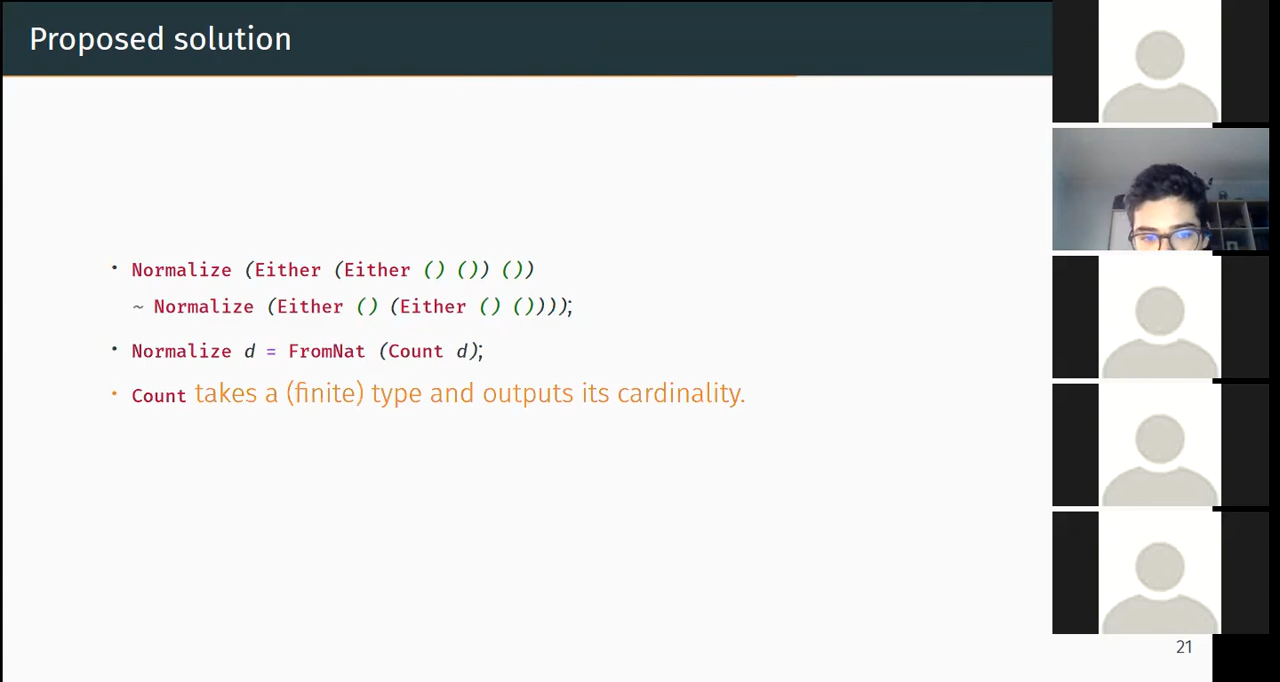 Proposed solution
• Normalize (Either (Either () ()) ())
~ Normalize (Either () (Either () ())));
• Normalize d = FromNat (Count d);
• Count takes a (finite) type and outputs its cardinality.
21